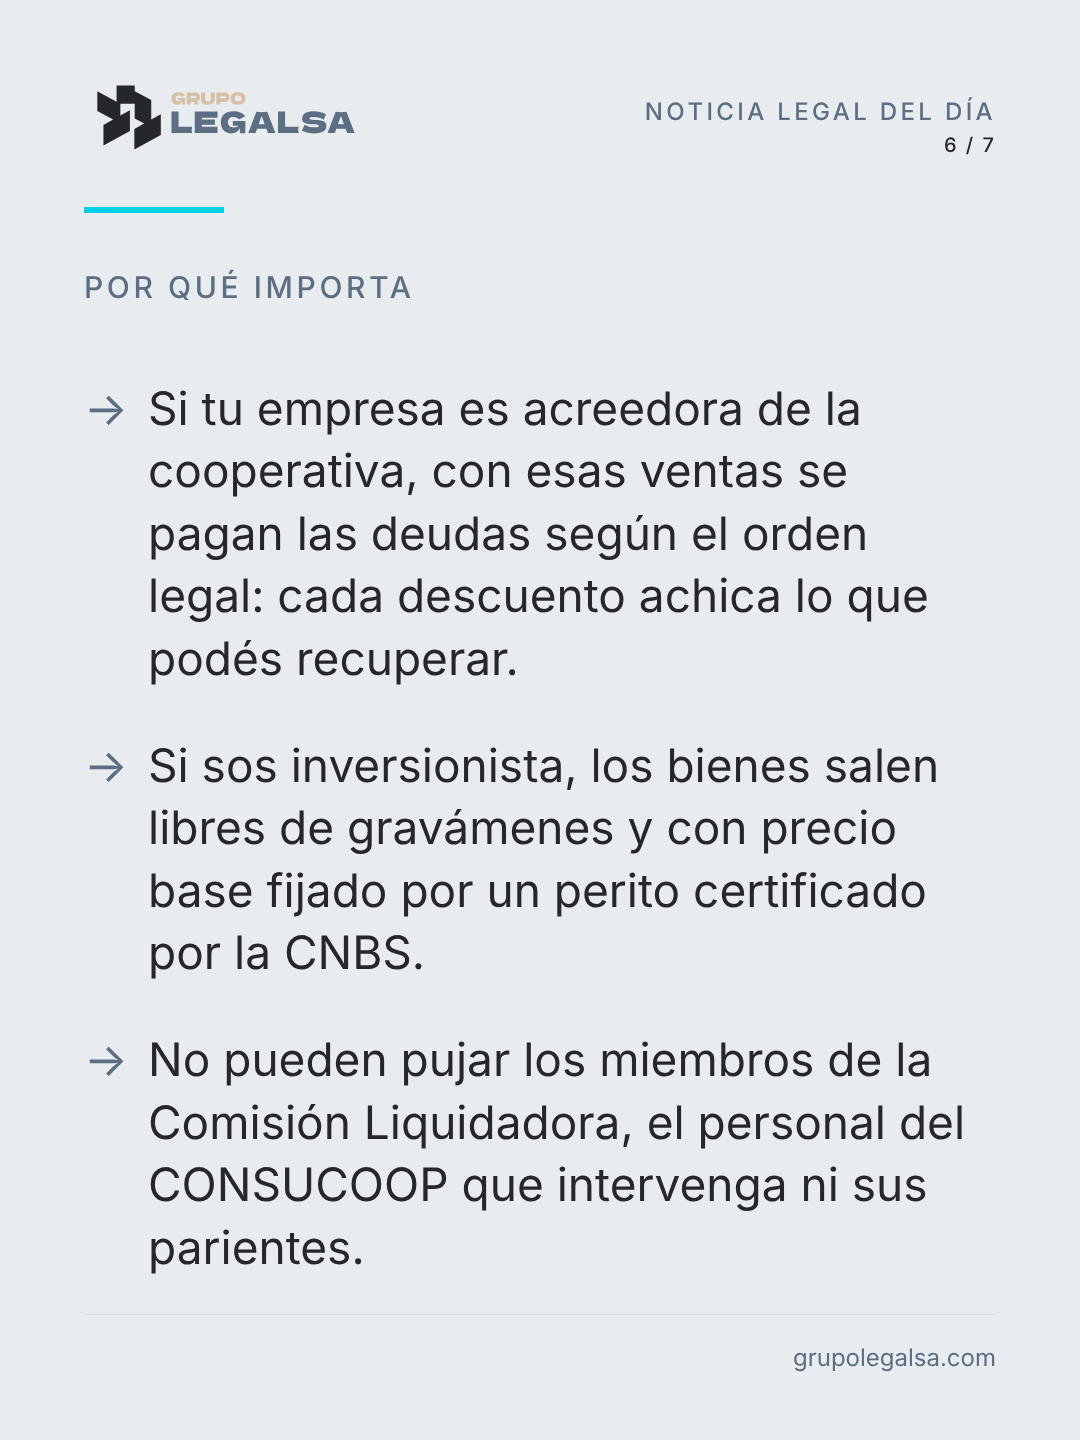 GRUPO
LEGALSA
NOTICIA LEGAL DEL DÍA
6 / 7
POR QUÉ IMPORTA
→ Si tu empresa es acreedora de la
cooperativa, con esas ventas se
pagan las deudas según el orden
legal: cada descuento achica lo que
podés recuperar.
→ Si sos inversionista, los bienes salen
libres de gravámenes y con precio
base fijado por un perito certificado
por la CNBS.
→ No pueden pujar los miembros de la
Comisión Liquidadora, el personal del
CONSUCOOP que intervenga ni sus
parientes.
grupolegalsa.com